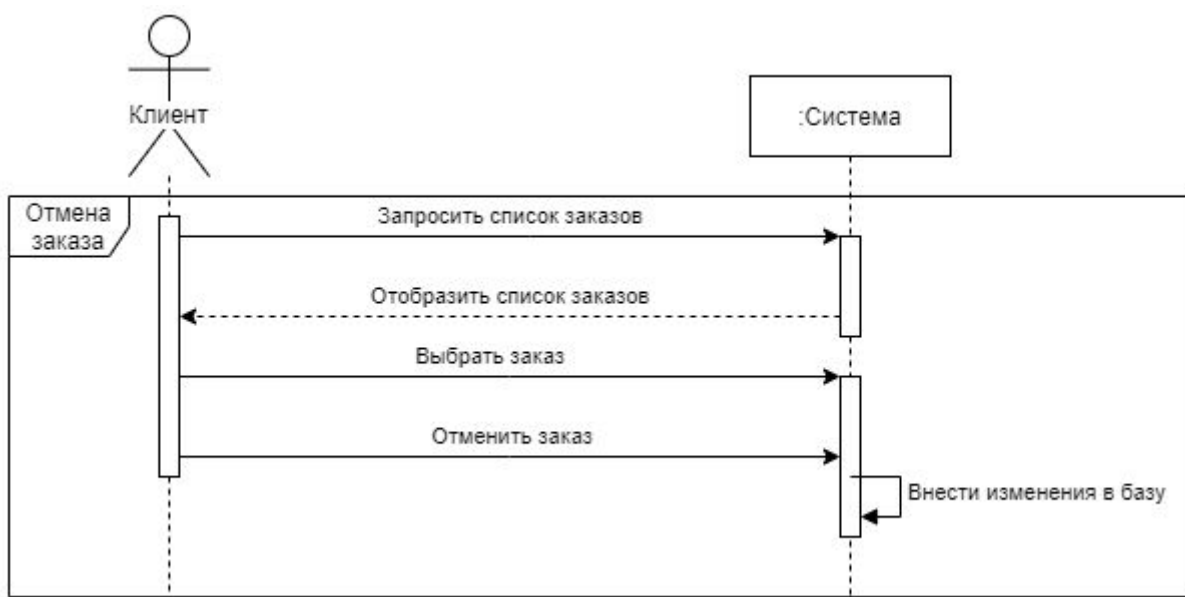 Клиент
:Система
Отмена
заказа
Запросить список заказов
Отобразить список заказов
Выбрать заказ
Отменить заказ
Внести изменения в базу